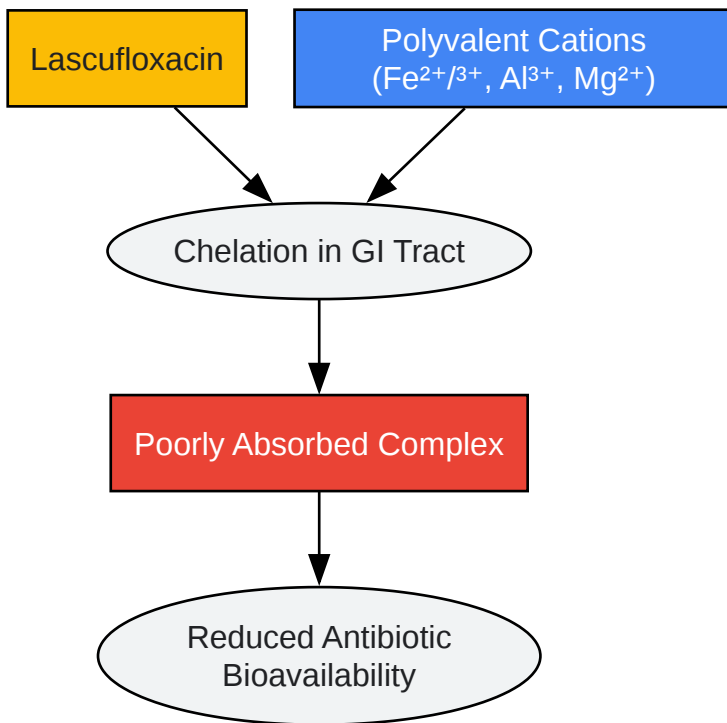 Lascufloxacin
Polyvalent Cations
(Fe²⁺/³⁺, Al³⁺, Mg²⁺)
Chelation in GI Tract
Poorly Absorbed Complex
Reduced Antibiotic
Bioavailability